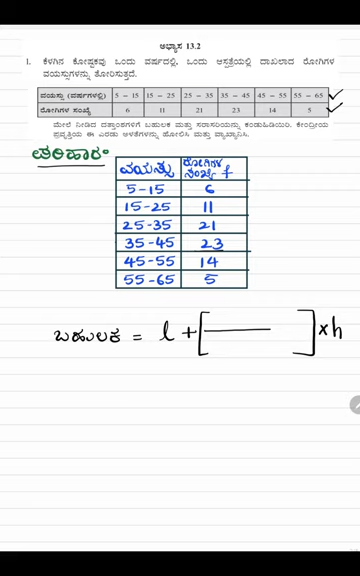 ಅಭ್ಯಾಸ 13.2
1. ಕೆಳಗಿನ ಕೋಷ್ಟಕವು ಒಂದು ವರ್ಷದಲ್ಲಿ, ಒಂದು ಆಸ್ಪತ್ರೆಯಲ್ಲಿ ದಾಖಲಾದ ರೋಗಿಗಳ
ವಯಸ್ಸುಗಳನ್ನು ತೋರಿಸುತ್ತದೆ.
ವಯಸ್ಸು (ವರ್ಷಗಳಲ್ಲಿ) 5 – 15 15 – 25 25 – 35 35 – 45 45 – 55 55 – 65
ರೋಗಿಗಳ ಸಂಖ್ಯೆ 6 11 21 23 14 5
ಮೇಲೆ ನೀಡಿದ ದತ್ತಾಂಶಗಳಿಗೆ ಬಹುಲಕ ಮತ್ತು ಸರಾಸರಿಯನ್ನು ಕಂಡುಹಿಡಿಯಿರಿ. ಕೇಂದ್ರೀಯ
ಪ್ರವೃತ್ತಿಯ ಈ ಎರಡು ಅಳತೆಗಳನ್ನು ಹೋಲಿಸಿ ಮತ್ತು ವ್ಯಾಖ್ಯಾನಿಸಿ.
ಪರಿಹಾರ
ವಯಸ್ಸು ರೋಗಿಗಳ ಸಂಖ್ಯೆ f
5-15 6
15-25 11
25-35 21
35-45 23
45-55 14
55-65 5
ಬಹುಲಕ = l + [ ] × h